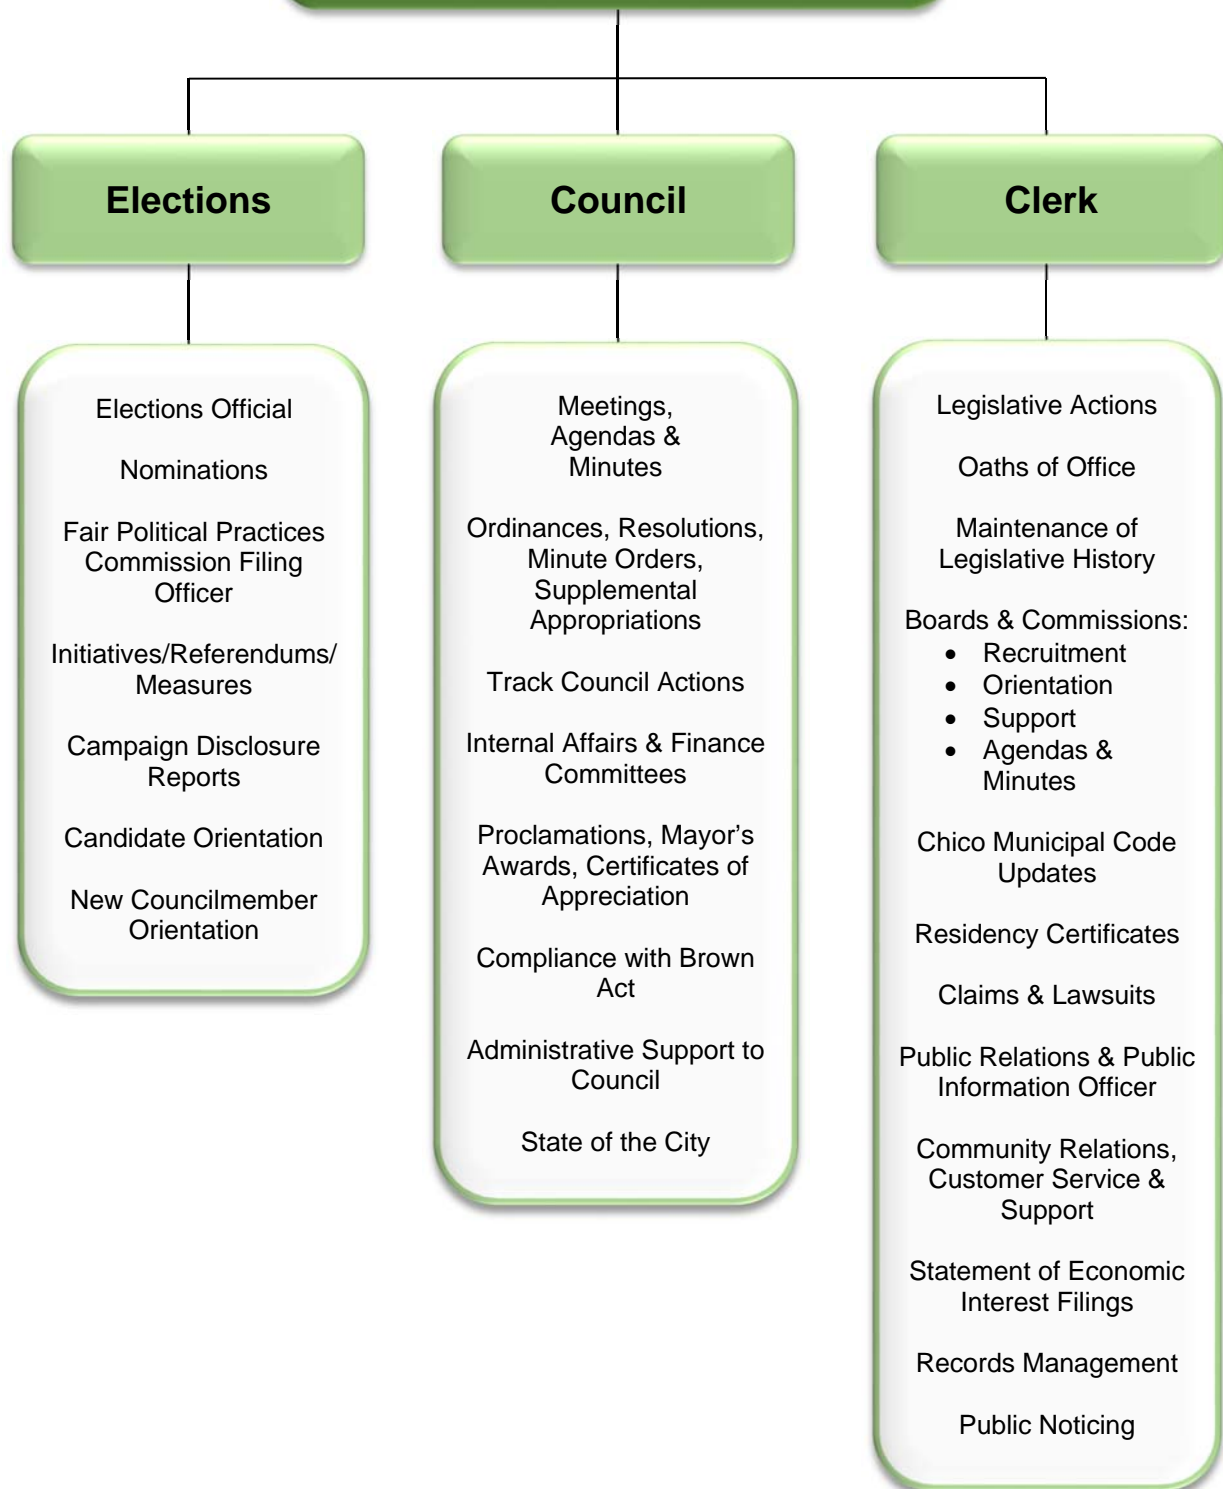 Elections
Council
Clerk
Elections Official
Nominations
Fair Political Practices
Commission Filing
Officer
Initiatives/Referendums/
Measures
Campaign Disclosure
Reports
Candidate Orientation
New Councilmember
Orientation
Meetings,
Agendas &
Minutes
Ordinances, Resolutions,
Minute Orders,
Supplemental
Appropriations
Track Council Actions
Internal Affairs & Finance
Committees
Proclamations, Mayor’s
Awards, Certificates of
Appreciation
Compliance with Brown
Act
Administrative Support to
Council
State of the City
Legislative Actions
Oaths of Office
Maintenance of
Legislative History
Boards & Commissions:
• Recruitment
• Orientation
• Support
• Agendas &
Minutes
Chico Municipal Code
Updates
Residency Certificates
Claims & Lawsuits
Public Relations & Public
Information Officer
Community Relations,
Customer Service &
Support
Statement of Economic
Interest Filings
Records Management
Public Noticing